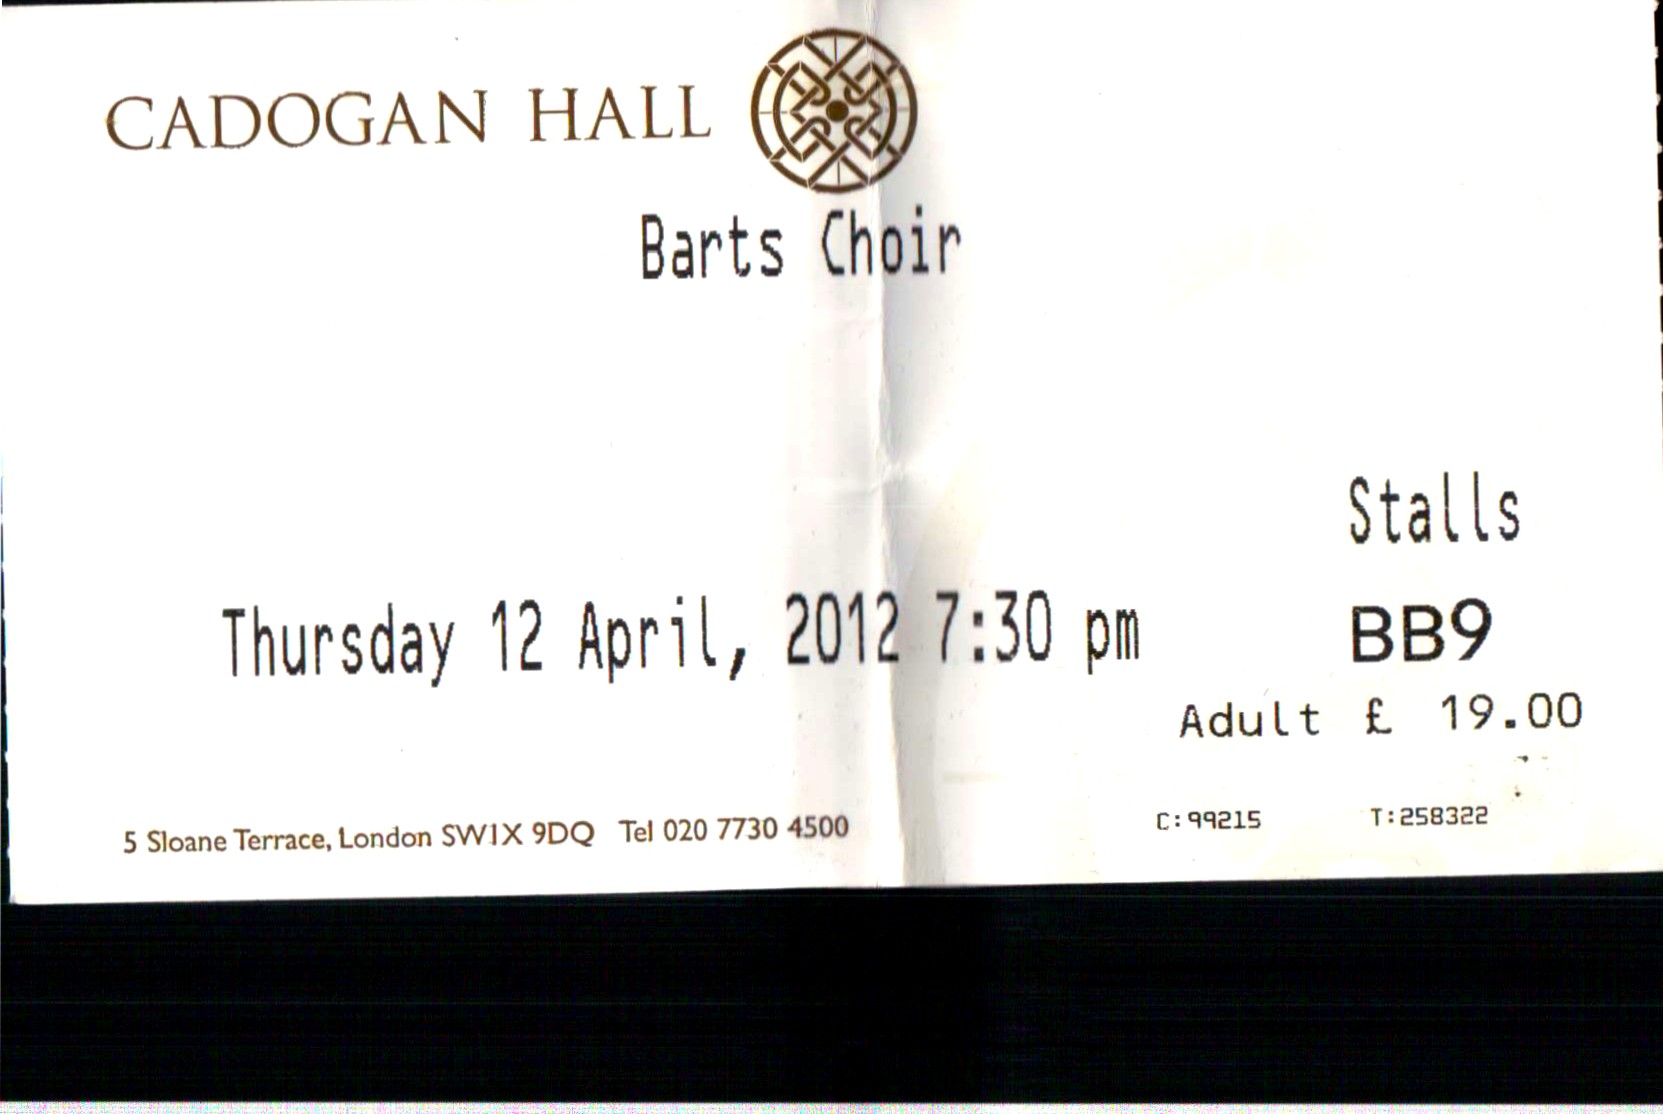 CADOGAN HALL
Barts Choir
Stalls
Thursday 12 April, 2012 7:30 pm BB9
Adult £ 19.00
5 Sloane Terrace, London SW1X 9DQ Tel 020 7730 4500 C:99215 T:258322